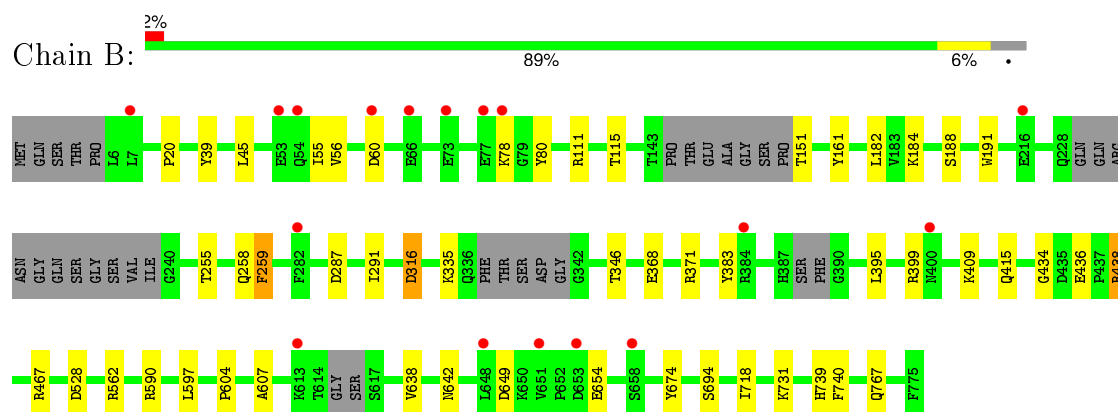 2%
Chain B:
89% 6% •
MET GLN SER THR PRO L6 L7 P20 Y39 L45 E53 Q54 I55 V56 D60 E66 E73 E77 K78 G79 Y80 R111 T115 T143 PRO THR GLU ALA GLY SER PRO T151 Y161 L182 V183 K184 S188 W191 E216 Q228 GLN GLN ARG
ASN GLY GLN SER GLY SER VAL ILE G240 T255 Q258 F259 F282 D287 I291 D316 K335 Q336 PHE THR SER ASP GLY G342 T346 E368 R371 Y383 R384 H387 SER PHE G390 L395 R399 N400 K409 Q415 G434 D435 E436 P437
R467 D528 R562 R590 L597 P604 A607 K613 T614 GLY SER S617 V638 N642 L648 D649 K650 V651 P652 D653 E654 S658 Y674 S694 I718 K731 H739 F740 Q767 F775